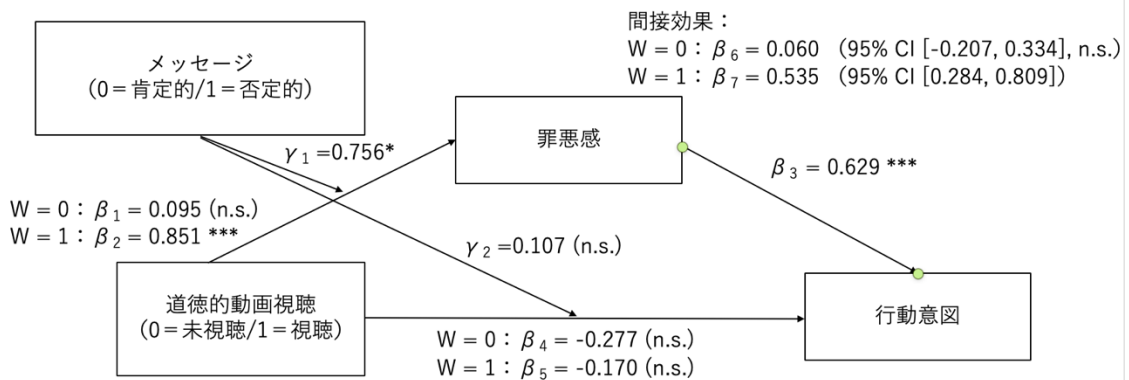 間接効果：
W = 0：β₆ = 0.060 (95% CI [-0.207, 0.334], n.s.)
W = 1：β₇ = 0.535 (95% CI [0.284, 0.809])
メッセージ
(0＝肯定的/1＝否定的)
罪悪感
γ₁ =0.756*
β₃ = 0.629 ***
W = 0：β₁ = 0.095 (n.s.)
W = 1：β₂ = 0.851 ***
γ₂ =0.107 (n.s.)
道徳的動画視聴
(0＝未視聴/1＝視聴)
行動意図
W = 0：β₄ = -0.277 (n.s.)
W = 1：β₅ = -0.170 (n.s.)